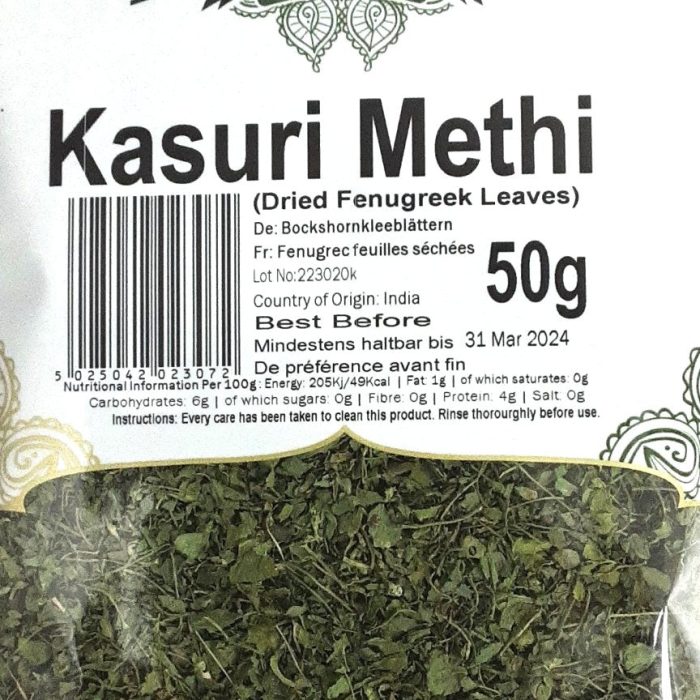 Kasuri Methi
(Dried Fenugreek Leaves)
De: Bockshornkleeblättern
Fr: Fenugrec feuilles séchées
Lot No:223020k
50g
Country of Origin: India
Best Before
Mindestens haltbar bis 31 Mar 2024
De préférence avant fin
5 025042 023072
Nutritional Information Per 100g: Energy: 205Kj/49Kcal | Fat: 1g | of which saturates: 0g
Carbohydrates: 6g | of which sugars: 0g | Fibre: 0g | Protein: 4g | Salt: 0g
Instructions: Every care has been taken to clean this product. Rinse thorourghly before use.